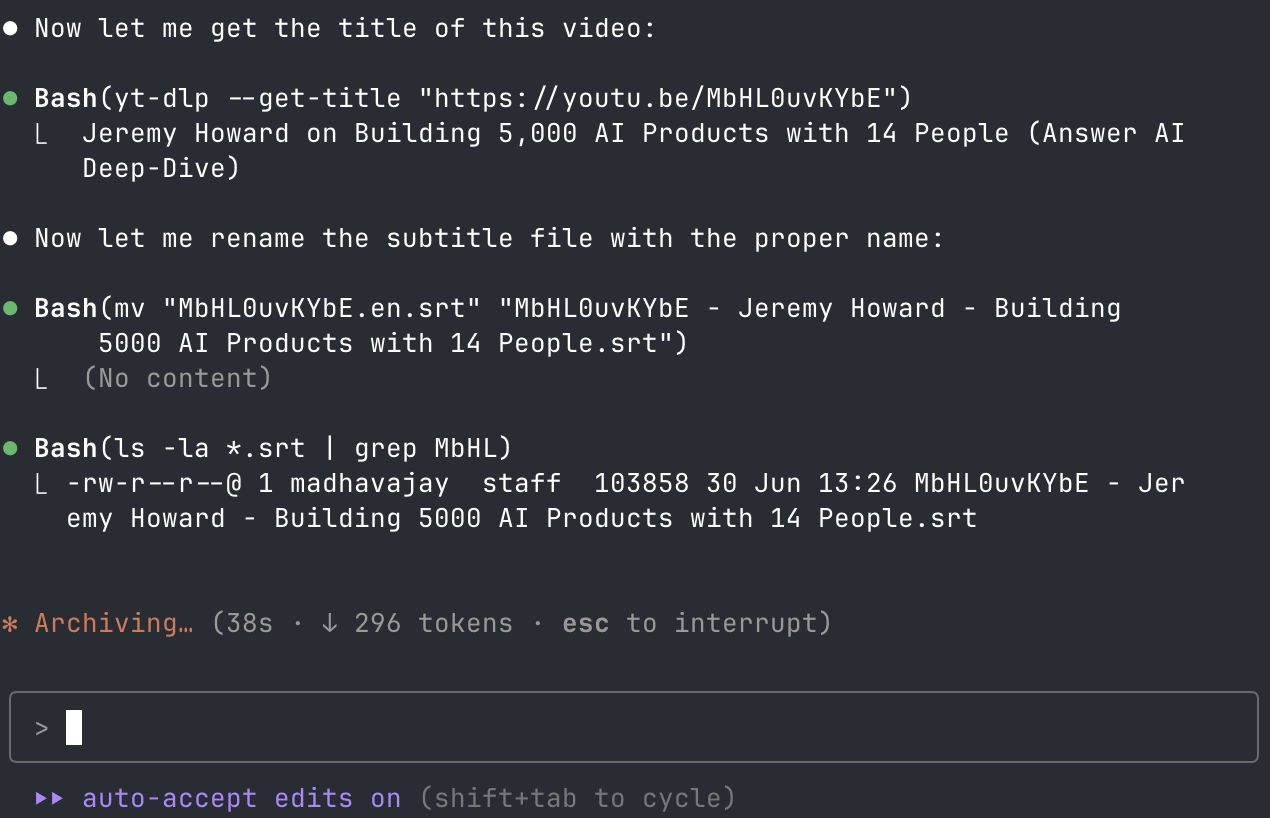 ● Now let me get the title of this video:
● Bash(yt-dlp --get-title "https://youtu.be/MbHL0uvKYbE")
⎿  Jeremy Howard on Building 5,000 AI Products with 14 People (Answer AI
Deep-Dive)
● Now let me rename the subtitle file with the proper name:
● Bash(mv "MbHL0uvKYbE.en.srt" "MbHL0uvKYbE - Jeremy Howard - Building
5000 AI Products with 14 People.srt")
⎿  (No content)
● Bash(ls -la *.srt | grep MbHL)
⎿ -rw-r--r--@ 1 madhavajay  staff  103858 30 Jun 13:26 MbHL0uvKYbE - Jer
emy Howard - Building 5000 AI Products with 14 People.srt
✻ Archiving… (38s · ↓ 296 tokens · esc to interrupt)
>
⏵⏵ auto-accept edits on (shift+tab to cycle)